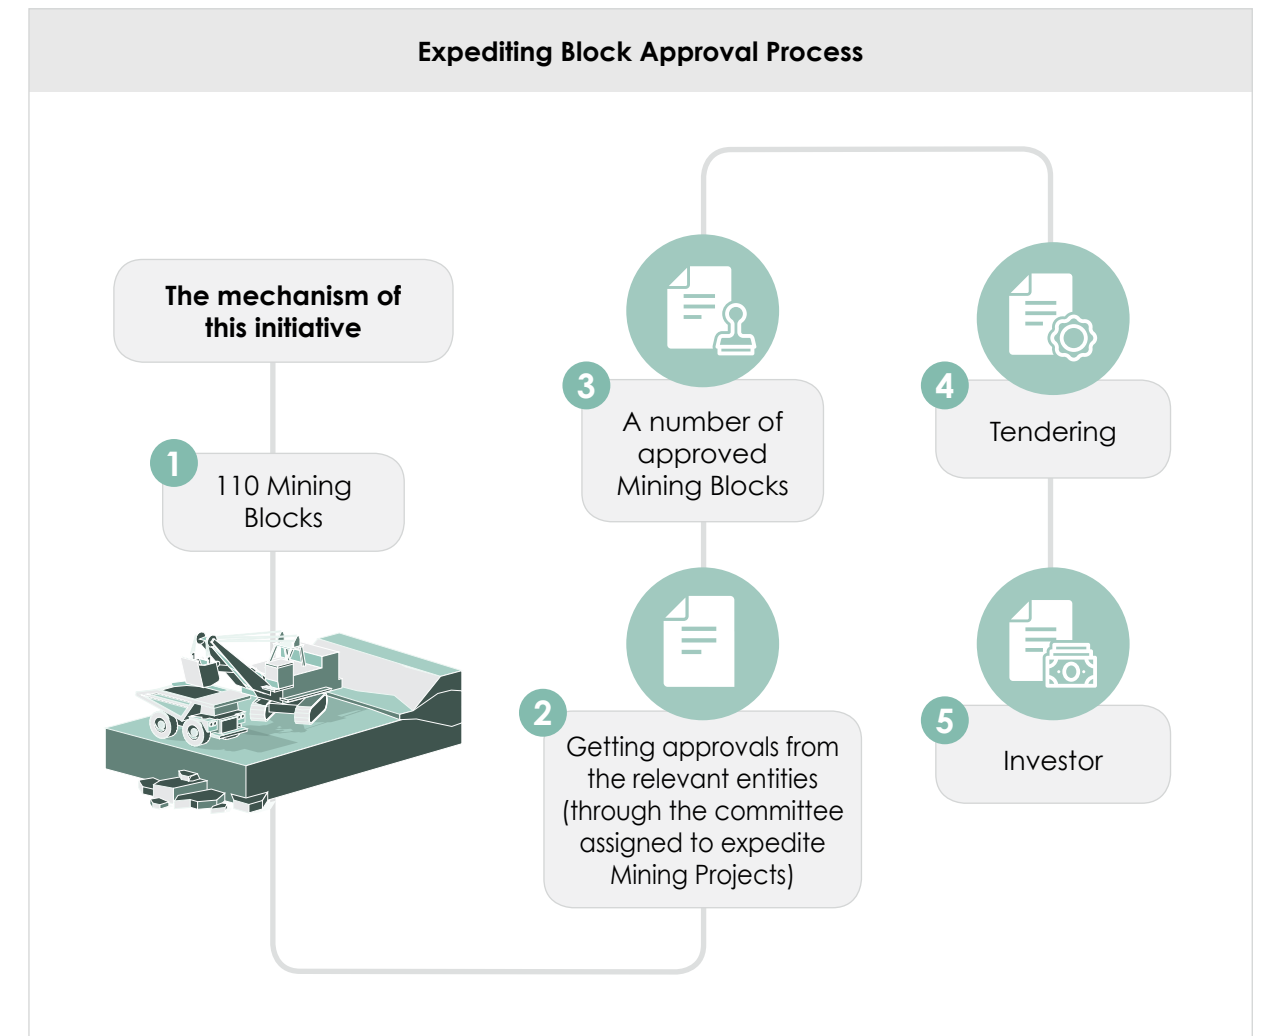 Expediting Block Approval Process
The mechanism of
this initiative
1
110 Mining
Blocks
2
Getting approvals from
the relevant entities
(through the committee
assigned to expedite
Mining Projects)
3
A number of
approved
Mining Blocks
4
Tendering
5
Investor